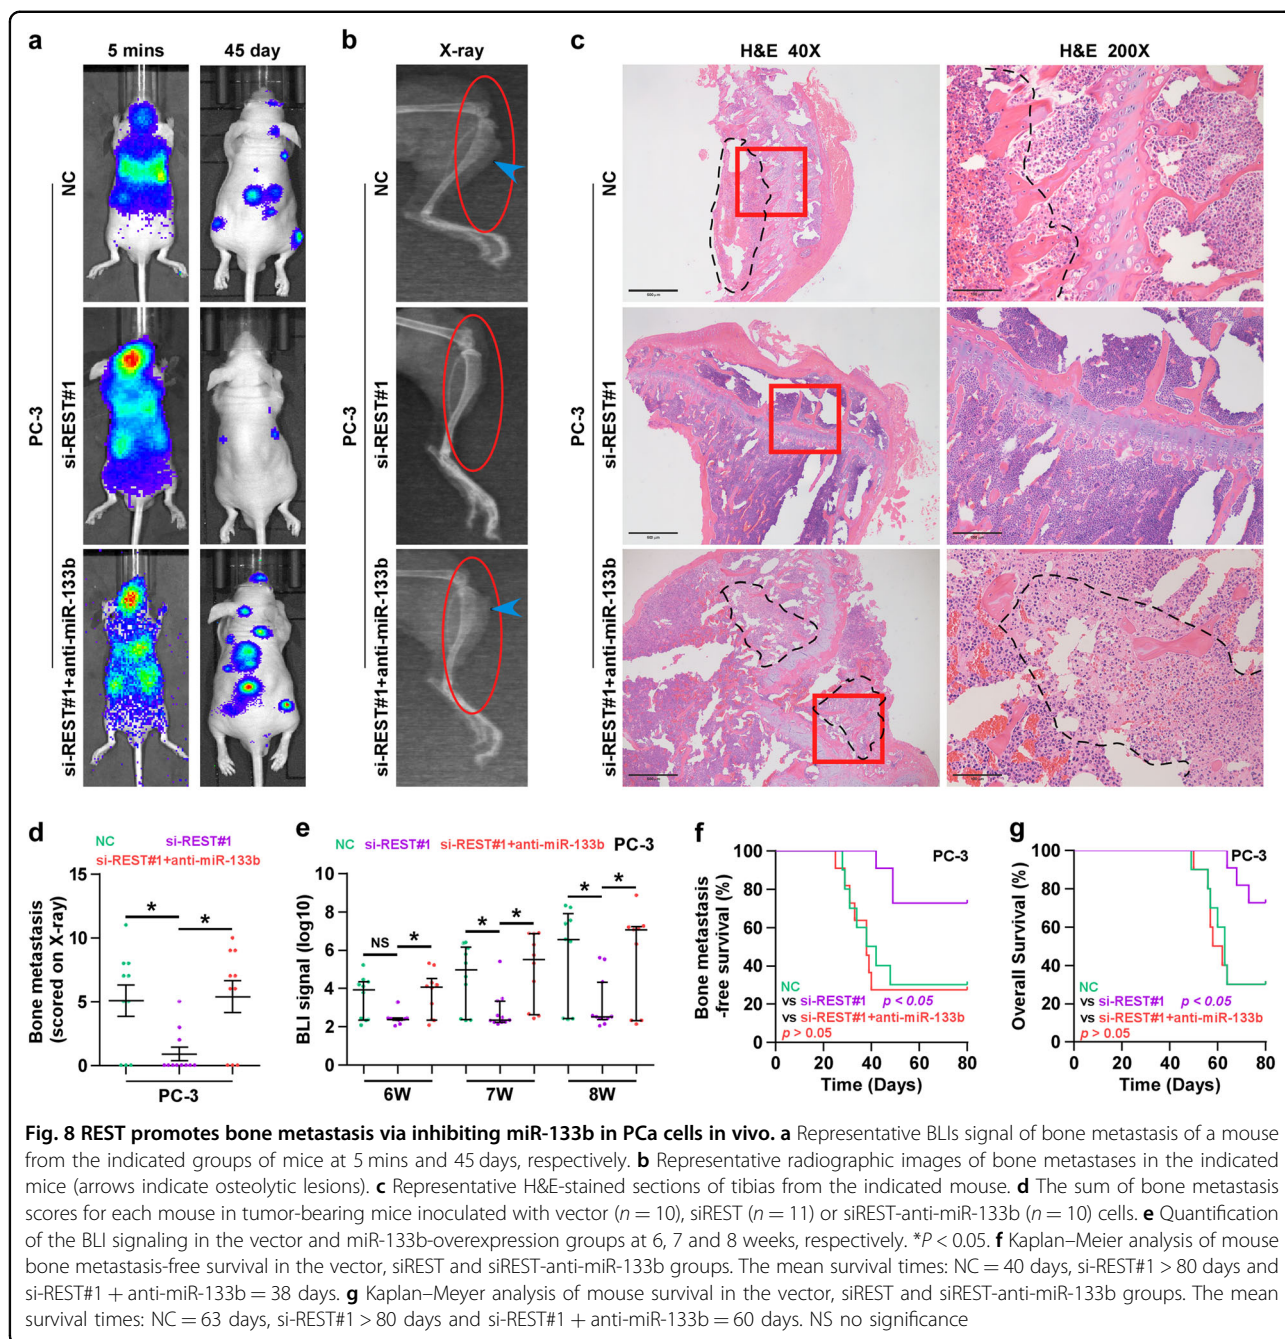 a
5 mins
45 day
b
X-ray
c
H&E 40X
H&E 200X
PC-3
NC
si-REST#1
si-REST#1+anti-miR-133b
PC-3
NC
si-REST#1
si-REST#1+anti-miR-133b
PC-3
NC
si-REST#1
si-REST#1+anti-miR-133b
d
NC
si-REST#1
si-REST#1+anti-miR-133b
Bone metastasis
(scored on X-ray)
15
10
5
0
*
*
PC-3
e
NC
si-REST#1
si-REST#1+anti-miR-133b
PC-3
BLI signal (log10)
10
8
6
4
2
0
NS
*
*
*
*
*
6W
7W
8W
f
PC-3
Bone metastasis
-free survival (%)
100
80
60
40
20
0
NC
vs si-REST#1 p < 0.05
vs si-REST#1+anti-miR-133b
p > 0.05
0 20 40 60 80
Time (Days)
g
PC-3
Overall Survival (%)
100
80
60
40
20
0
NC
vs si-REST#1 p < 0.05
vs si-REST#1+anti-miR-133b
p > 0.05
0 20 40 60 80
Time (Days)
Fig. 8 REST promotes bone metastasis via inhibiting miR-133b in PCa cells in vivo. a Representative BLIs signal of bone metastasis of a mouse
from the indicated groups of mice at 5 mins and 45 days, respectively. b Representative radiographic images of bone metastases in the indicated
mice (arrows indicate osteolytic lesions). c Representative H&E-stained sections of tibias from the indicated mouse. d The sum of bone metastasis
scores for each mouse in tumor-bearing mice inoculated with vector (n = 10), siREST (n = 11) or siREST-anti-miR-133b (n = 10) cells. e Quantification
of the BLI signaling in the vector and miR-133b-overexpression groups at 6, 7 and 8 weeks, respectively. *P < 0.05. f Kaplan–Meier analysis of mouse
bone metastasis-free survival in the vector, siREST and siREST-anti-miR-133b groups. The mean survival times: NC = 40 days, si-REST#1 > 80 days and
si-REST#1 + anti-miR-133b = 38 days. g Kaplan–Meyer analysis of mouse survival in the vector, siREST and siREST-anti-miR-133b groups. The mean
survival times: NC = 63 days, si-REST#1 > 80 days and si-REST#1 + anti-miR-133b = 60 days. NS no significance